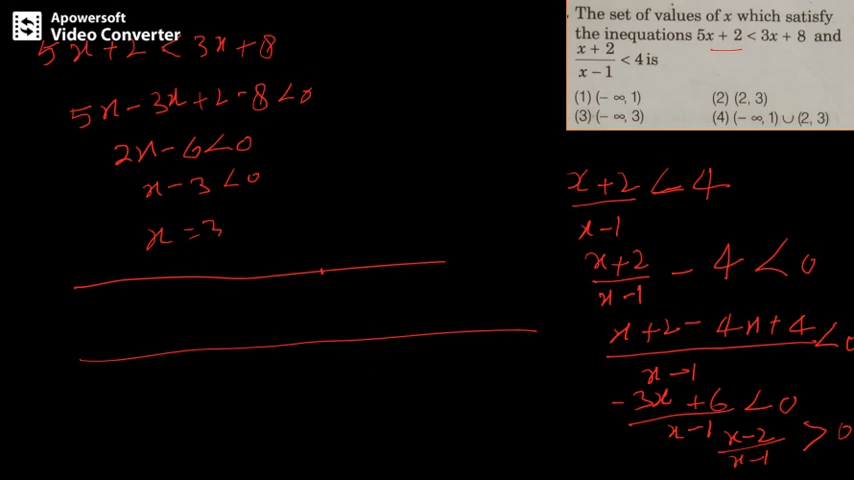 Apowersoft
Video Converter
5x + 2 < 3x + 8
5x - 3x + 2 - 8 < 0
2x - 6 < 0
x - 3 < 0
x = 3
. The set of values of x which satisfy
the inequations 5x + 2 < 3x + 8 and
x + 2 / x − 1 < 4 is
(1) (− ∞, 1) (2) (2, 3)
(3) (− ∞, 3) (4) (− ∞, 1) ∪ (2, 3)
x+2 / x-1 < 4
x+2 / x-1 - 4 < 0
x+2 - 4x + 4 / x-1 < 0
-3x + 6 / x-1 < 0
x-2 / x-1 > 0